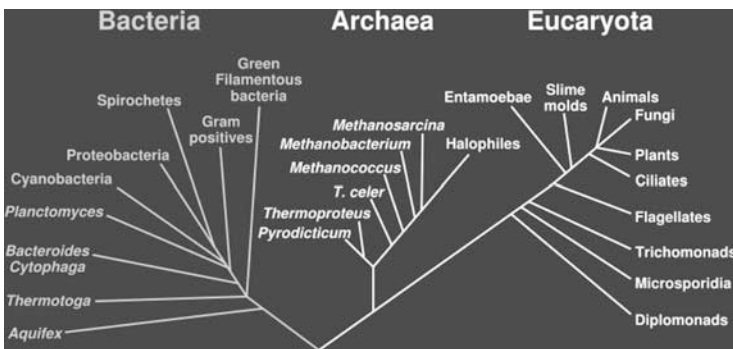 Bacteria
Archaea
Eucaryota
Green
Filamentous
bacteria
Spirochetes
Gram
positives
Proteobacteria
Cyanobacteria
Planctomyces
Bacteroides
Cytophaga
Thermotoga
Aquifex
Methanosarcina
Methanobacterium
Halophiles
Methanococcus
T. celer
Thermoproteus
Pyrodicticum
Entamoebae
Slime
molds
Animals
Fungi
Plants
Ciliates
Flagellates
Trichomonads
Microsporidia
Diplomonads